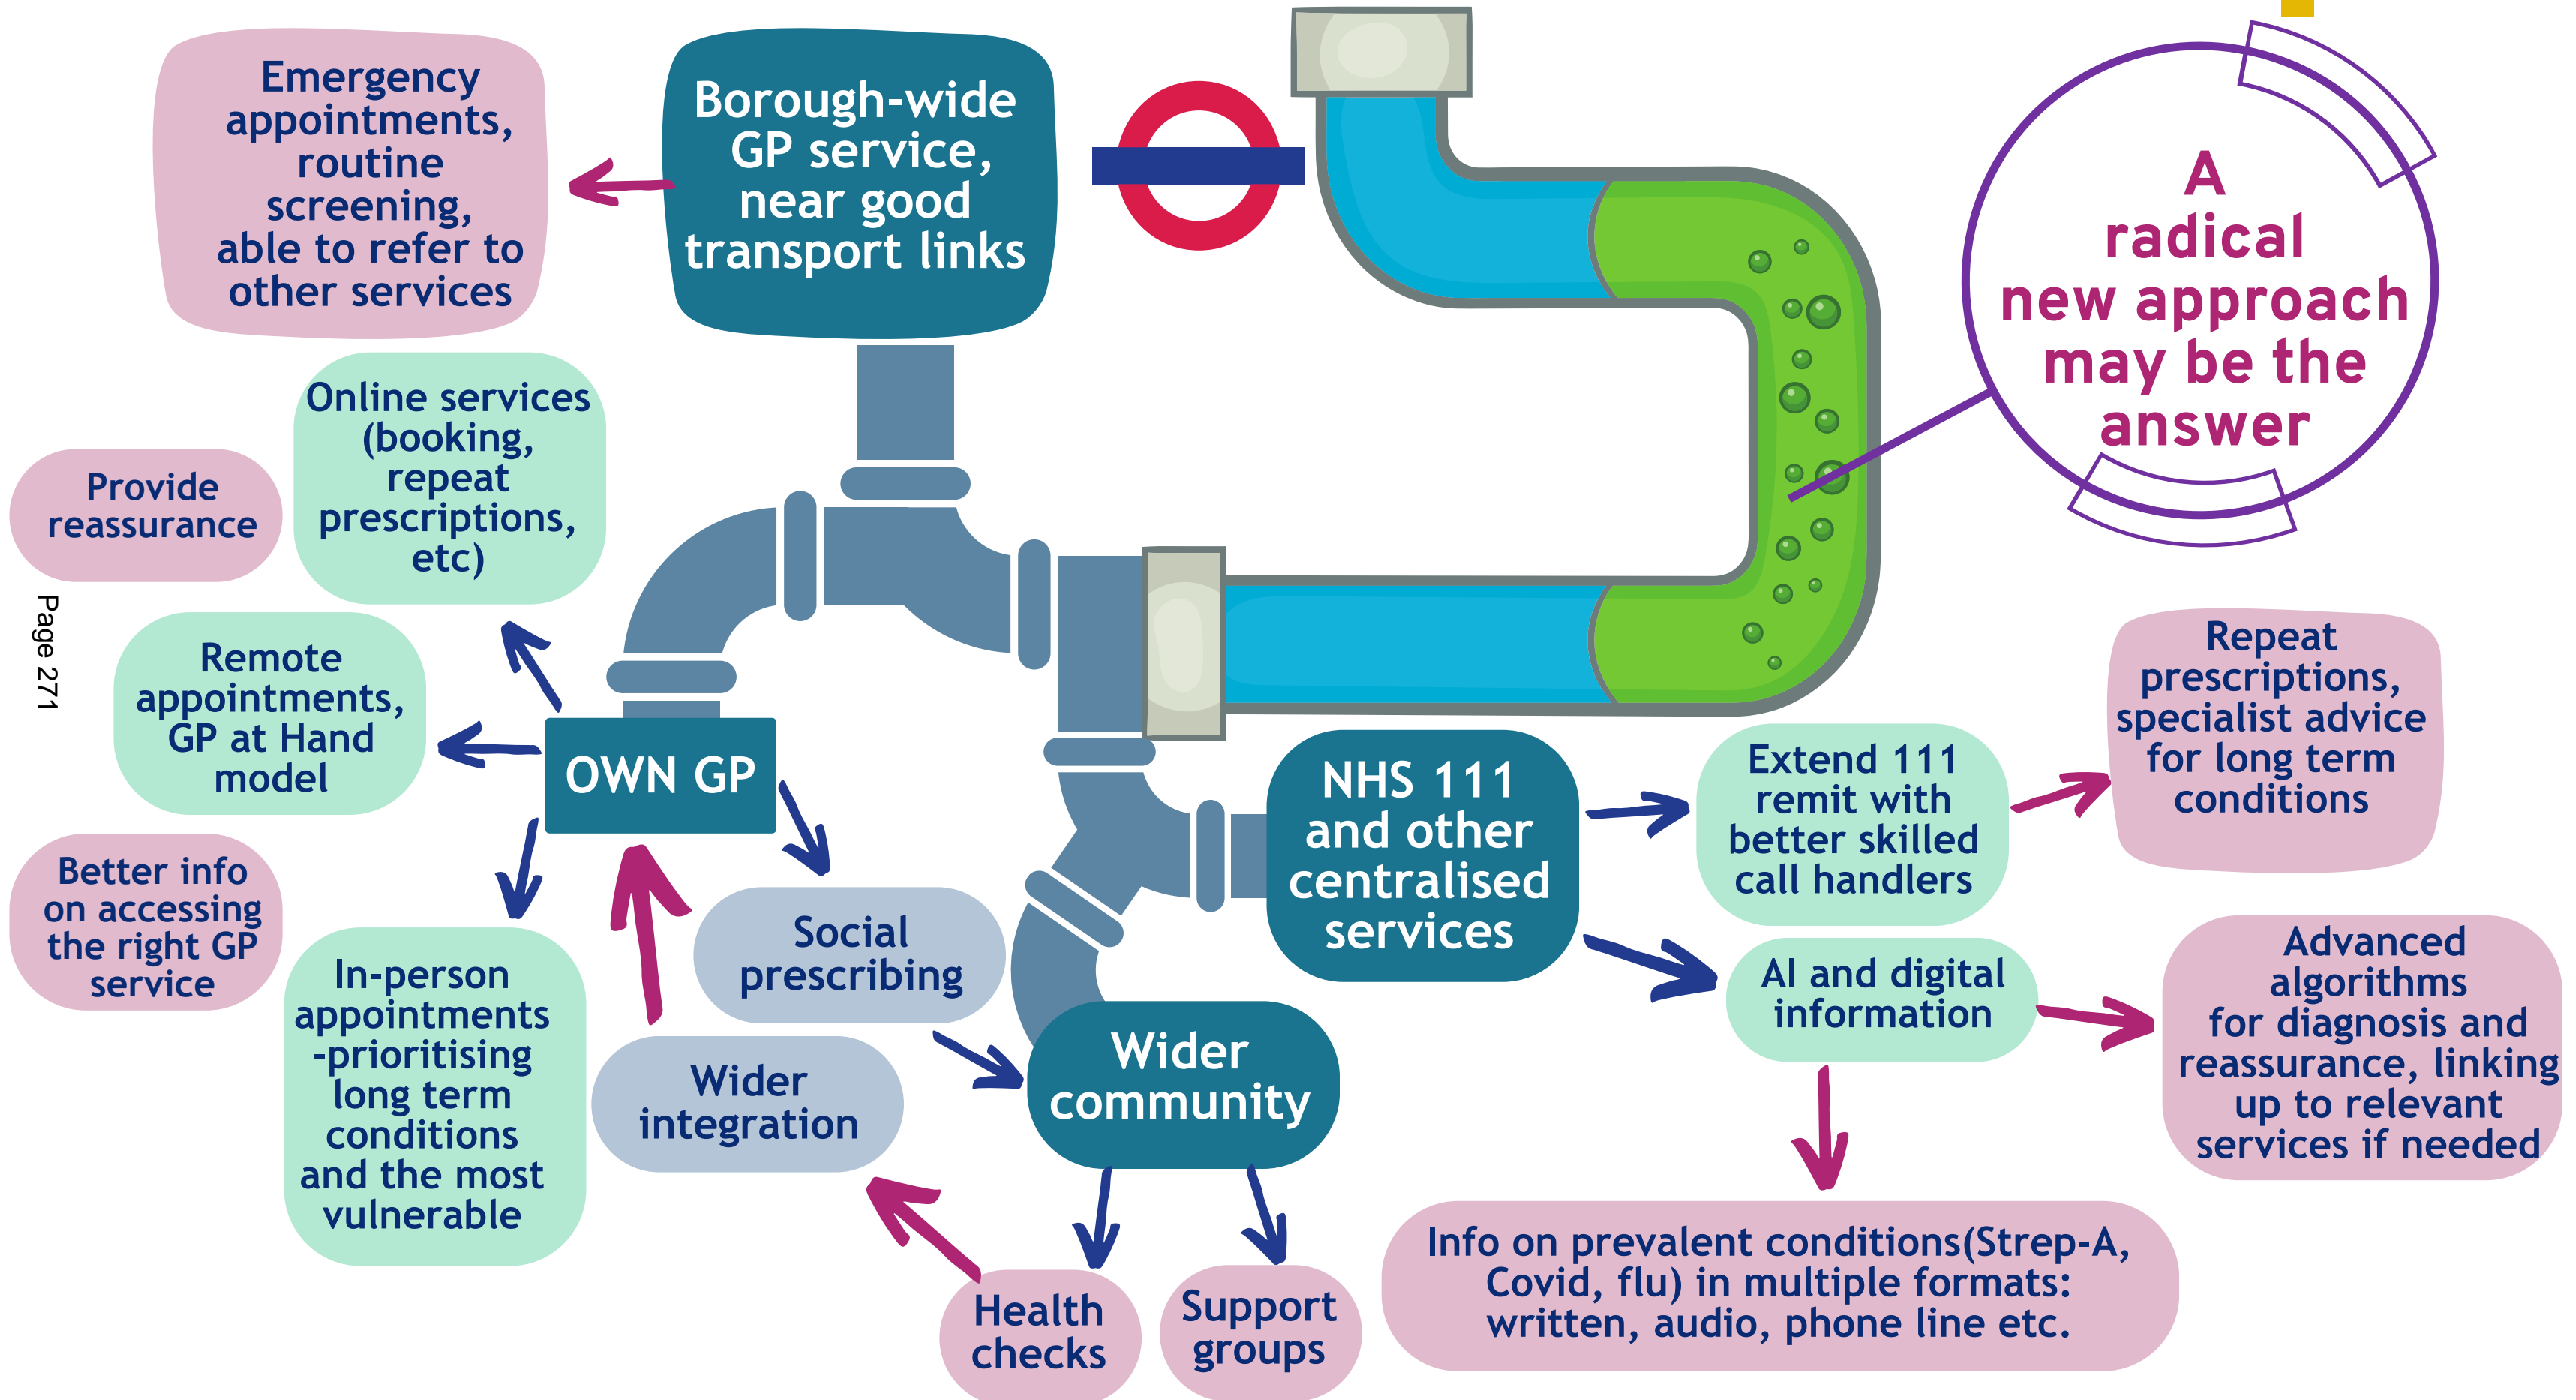 Emergency
appointments,
routine
screening,
able to refer to
other services
Borough-wide
GP service,
near good
transport links
A
radical
new approach
may be the
answer
Online services
(booking,
repeat
prescriptions,
etc)
Provide
reassurance
Page 271
Remote
appointments,
GP at Hand
model
OWN GP
Better info
on accessing
the right GP
service
In-person
appointments
-prioritising
long term
conditions
and the most
vulnerable
Social
prescribing
Wider
integration
Wider
community
Health
checks
Support
groups
NHS 111
and other
centralised
services
Extend 111
remit with
better skilled
call handlers
Repeat
prescriptions,
specialist advice
for long term
conditions
AI and digital
information
Advanced
algorithms
for diagnosis and
reassurance, linking
up to relevant
services if needed
Info on prevalent conditions(Strep-A,
Covid, flu) in multiple formats:
written, audio, phone line etc.